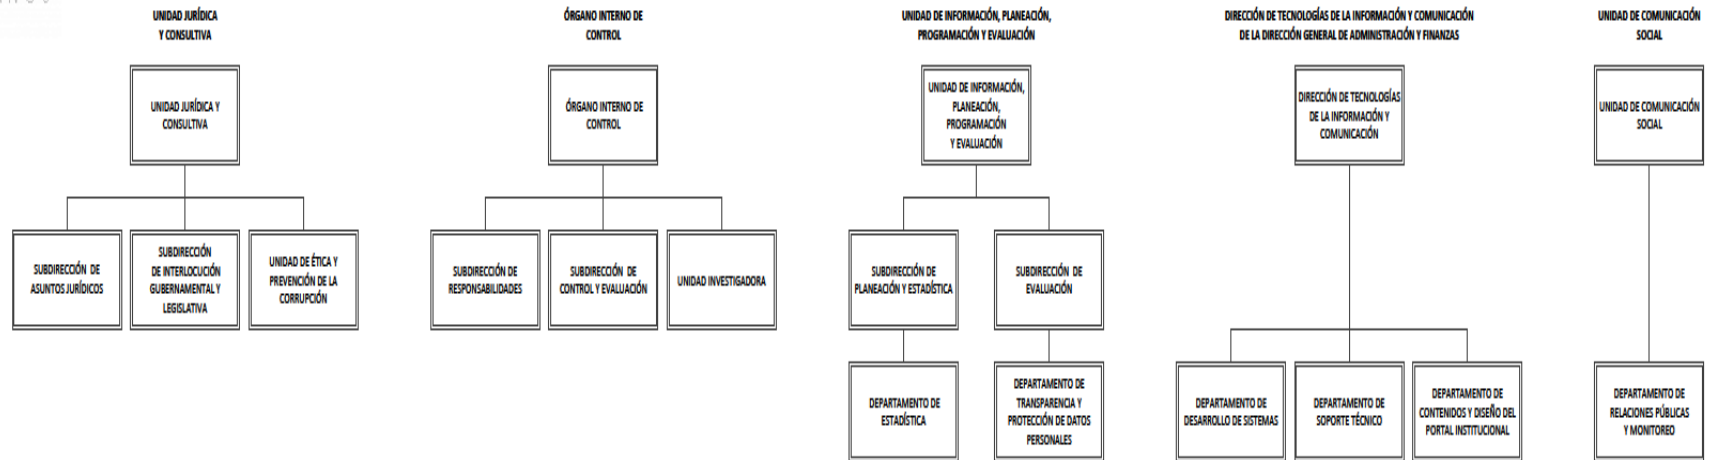 UNIDAD JURÍDICA
Y CONSULTIVA
ÓRGANO INTERNO DE
CONTROL
UNIDAD DE INFORMACIÓN, PLANEACIÓN,
PROGRAMACIÓN Y EVALUACIÓN
DIRECCIÓN DE TECNOLOGÍAS DE LA INFORMACIÓN Y COMUNICACIÓN
DE LA DIRECCIÓN GENERAL DE ADMINISTRACIÓN Y FINANZAS
UNIDAD DE COMUNICACIÓN
SOCIAL
UNIDAD JURÍDICA Y
CONSULTIVA
ÓRGANO INTERNO DE
CONTROL
UNIDAD DE INFORMACIÓN,
PLANEACIÓN,
PROGRAMACIÓN
Y EVALUACIÓN
DIRECCIÓN DE TECNOLOGÍAS
DE LA INFORMACIÓN Y
COMUNICACIÓN
UNIDAD DE COMUNICACIÓN
SOCIAL
SUBDIRECCIÓN DE
ASUNTOS JURÍDICOS
SUBDIRECCIÓN
DE INTERLOCUCIÓN
GUBERNAMENTAL Y
LEGISLATIVA
UNIDAD DE ÉTICA Y
PREVENCIÓN DE LA
CORRUPCIÓN
SUBDIRECCIÓN DE
RESPONSABILIDADES
SUBDIRECCIÓN DE
CONTROL Y EVALUACIÓN
UNIDAD INVESTIGADORA
SUBDIRECCIÓN DE
PLANEACIÓN Y ESTADÍSTICA
SUBDIRECCIÓN DE
EVALUACIÓN
DEPARTAMENTO DE
ESTADÍSTICA
DEPARTAMENTO DE
TRANSPARENCIA Y
PROTECCIÓN DE DATOS
PERSONALES
DEPARTAMENTO DE
DESARROLLO DE SISTEMAS
DEPARTAMENTO DE
SOPORTE TÉCNICO
DEPARTAMENTO DE
CONTENIDOS Y DISEÑO DEL
PORTAL INSTITUCIONAL
DEPARTAMENTO DE
RELACIONES PÚBLICAS
Y MONITOREO